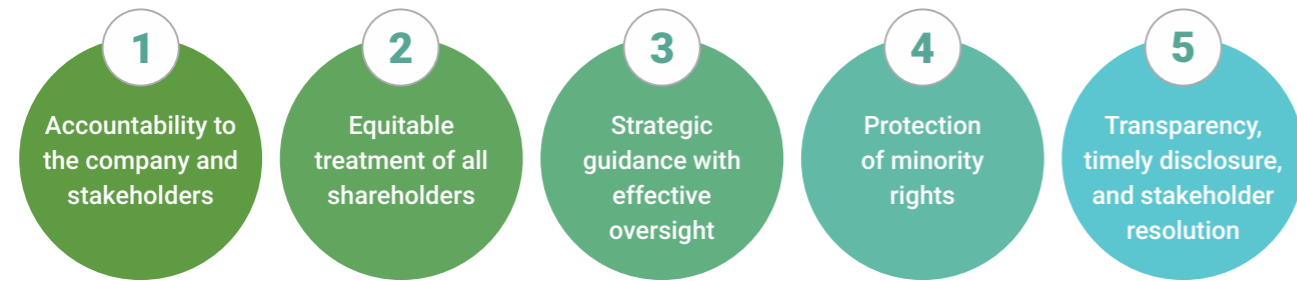 1
Accountability to
the company and
stakeholders
2
Equitable
treatment of all
shareholders
3
Strategic
guidance with
effective
oversight
4
Protection
of minority
rights
5
Transparency,
timely disclosure,
and stakeholder
resolution